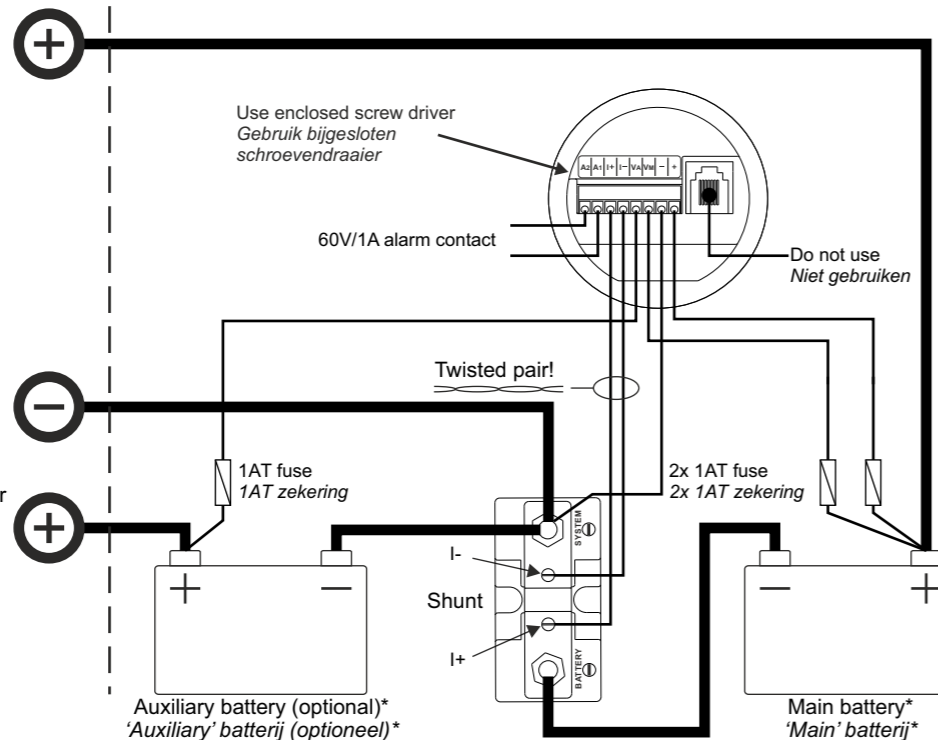 +
Use enclosed screw driver
Gebruik bijgesloten
schroevendraaier
A2 A1 I+ I− VA VM − +
60V/1A alarm contact
Do not use
Niet gebruiken
Twisted pair!
−
1AT fuse
1AT zekering
2x 1AT fuse
2x 1AT zekering
r
+
SYSTEM
I-
Shunt
I+
BATTERY
+ −
− +
Auxiliary battery (optional)*
'Auxiliary' batterij (optioneel)*
Main battery*
'Main' batterij*